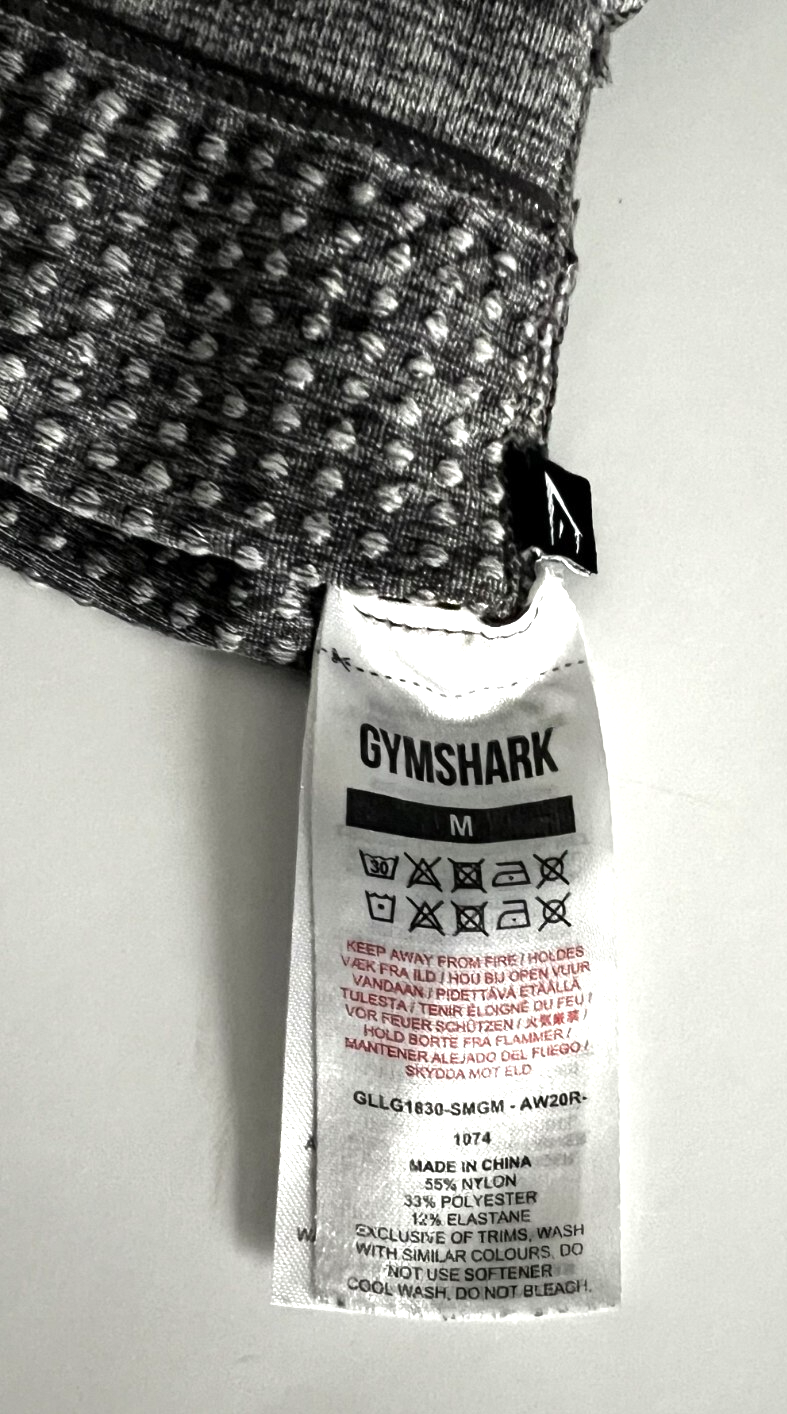 GYMSHARK
M
30
KEEP AWAY FROM FIRE / HOLDES
VÆK FRA ILD / HOU BIJ OPEN VUUR
VANDAAN / PIDETTÄVÄ ETÄÄLLÄ
TULESTA / TENIR ÉLOIGNÉ DU FEU /
VOR FEUER SCHÜTZEN / 火気厳禁 /
HOLD BORTE FRA FLAMMER /
MANTENER ALEJADO DEL FUEGO /
SKYDDA MOT ELD
GLLG1830-SMGM - AW20R-
1074
MADE IN CHINA
55% NYLON
33% POLYESTER
12% ELASTANE
EXCLUSIVE OF TRIMS, WASH
WITH SIMILAR COLOURS, DO
NOT USE SOFTENER
COOL WASH, DO NOT BLEACH.